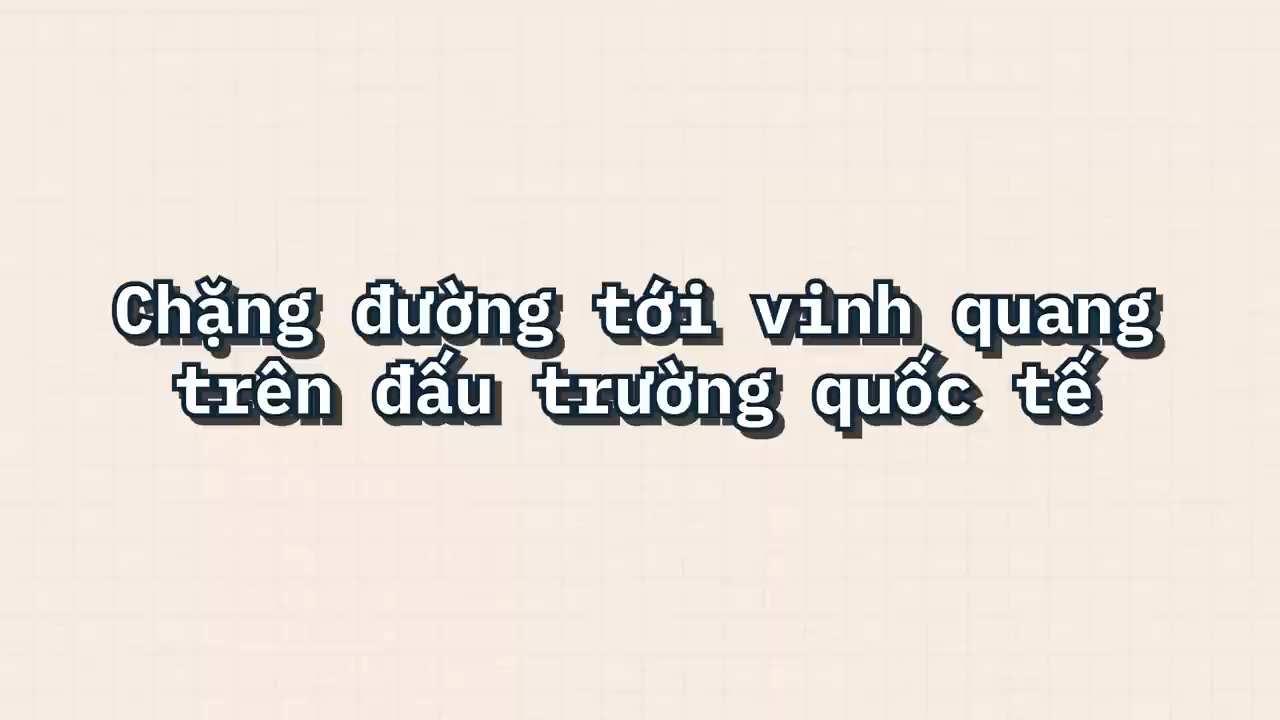 Chặng đường tới vinh quang
trên đấu trường quốc tế